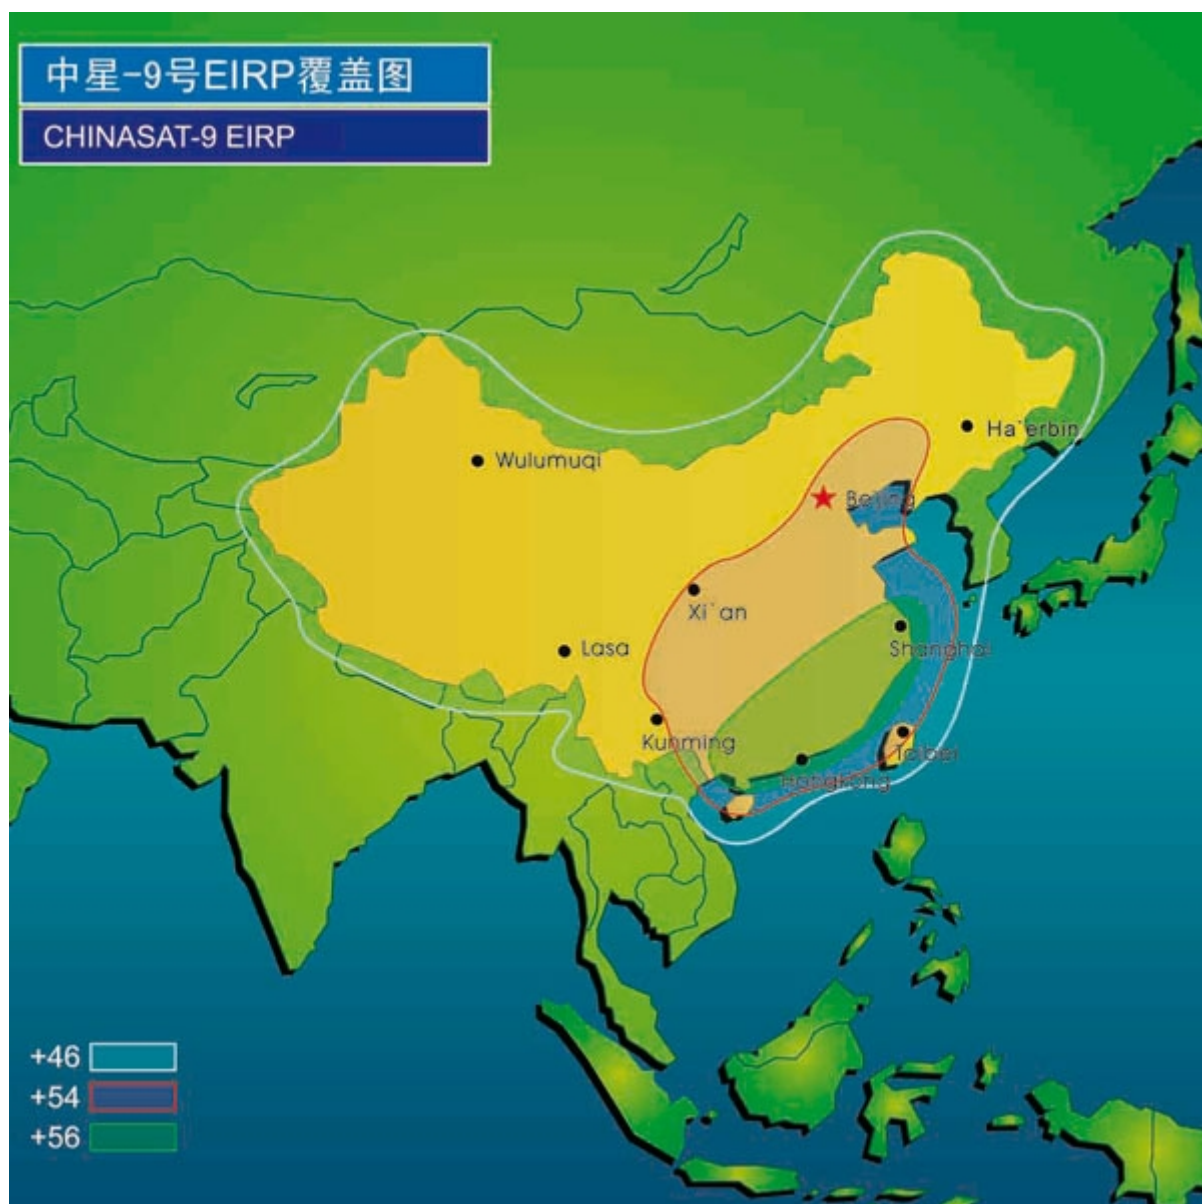 中星-9号EIRP覆盖图
CHINASAT-9 EIRP
Ha`erbin
Wulumuqi
Beijing
Xi`an
Shanghai
Lasa
Kunming
Taibei
Hongkong
+46
+54
+56